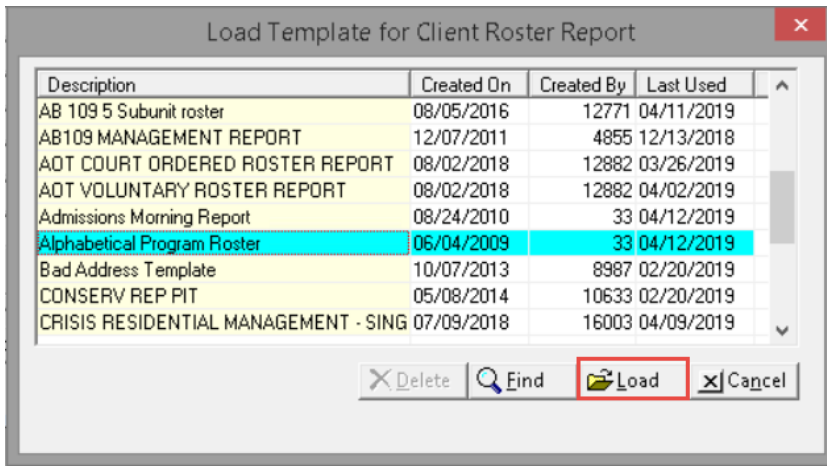 Load Template for Client Roster Report
Description Created On Created By Last Used
AB 109 5 Subunit roster 08/05/2016 12771 04/11/2019
AB109 MANAGEMENT REPORT 12/07/2011 4855 12/13/2018
AOT COURT ORDERED ROSTER REPORT 08/02/2018 12882 03/26/2019
AOT VOLUNTARY ROSTER REPORT 08/02/2018 12882 04/02/2019
Admissions Morning Report 08/24/2010 33 04/12/2019
Alphabetical Program Roster 06/04/2009 33 04/12/2019
Bad Address Template 10/07/2013 8987 02/20/2019
CONSERV REP PIT 05/08/2014 10633 02/20/2019
CRISIS RESIDENTIAL MANAGEMENT - SING 07/09/2018 16003 04/09/2019
Delete Find Load Cancel